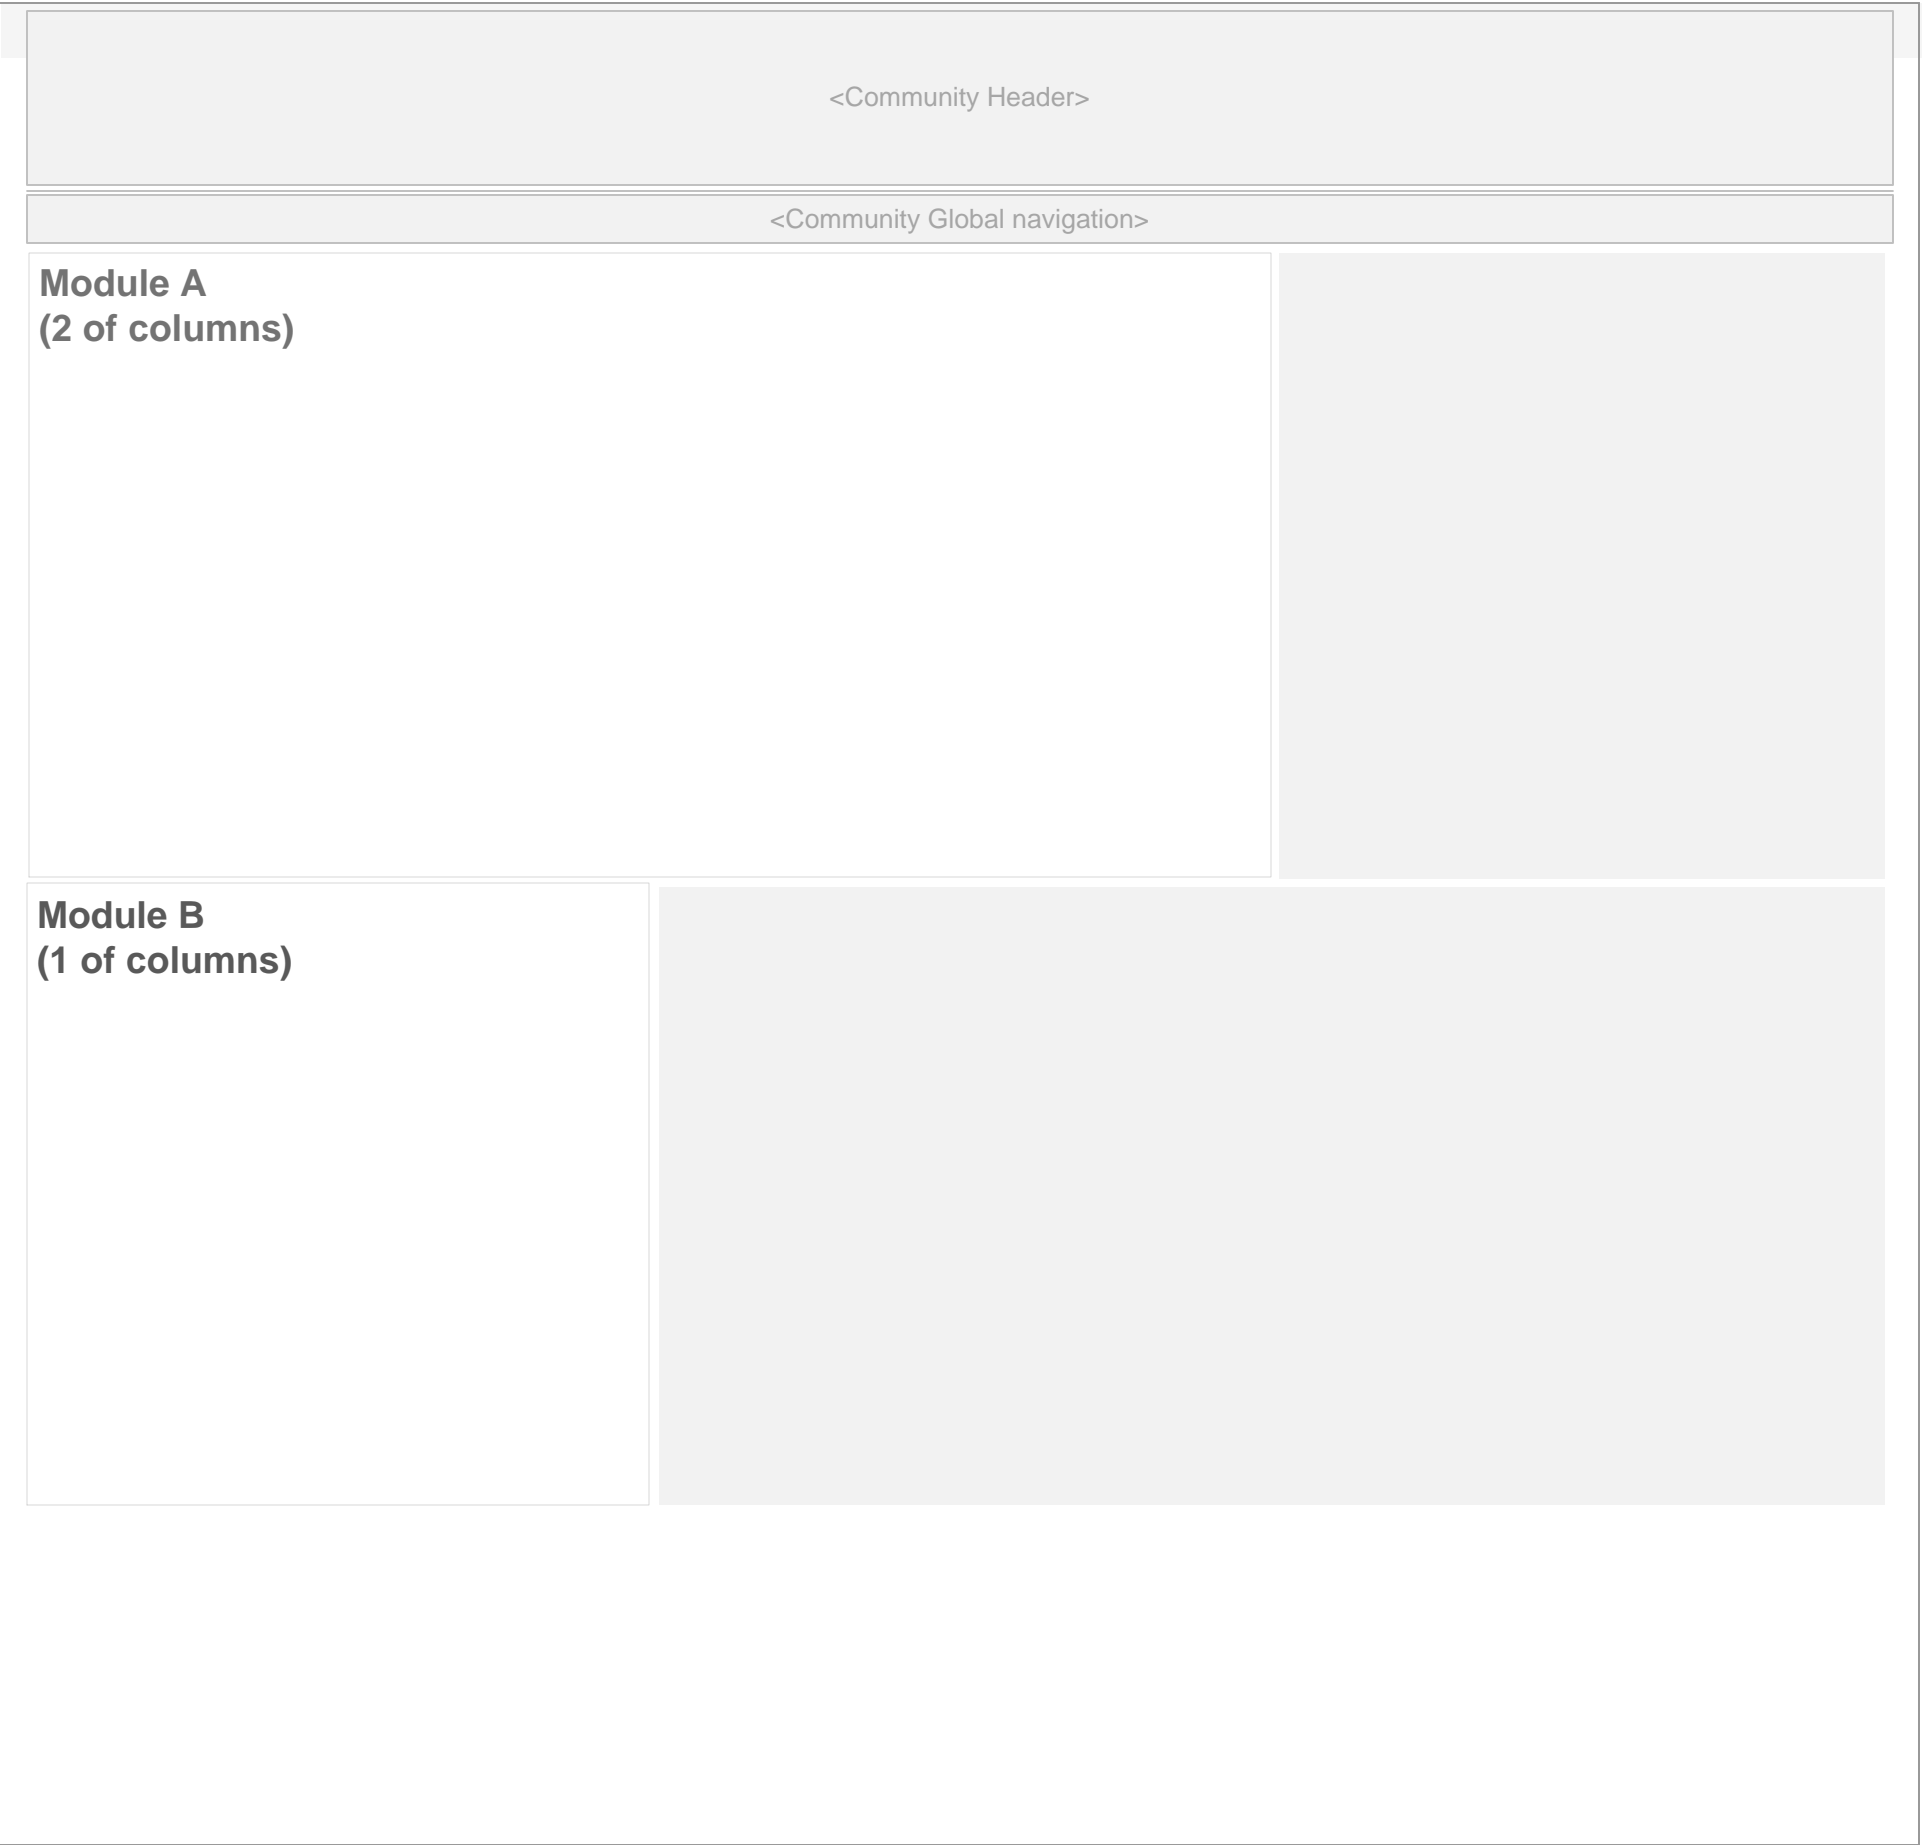 <Community Header>
<Community Global navigation>
Module A
(2 of columns)
Module B
(1 of columns)